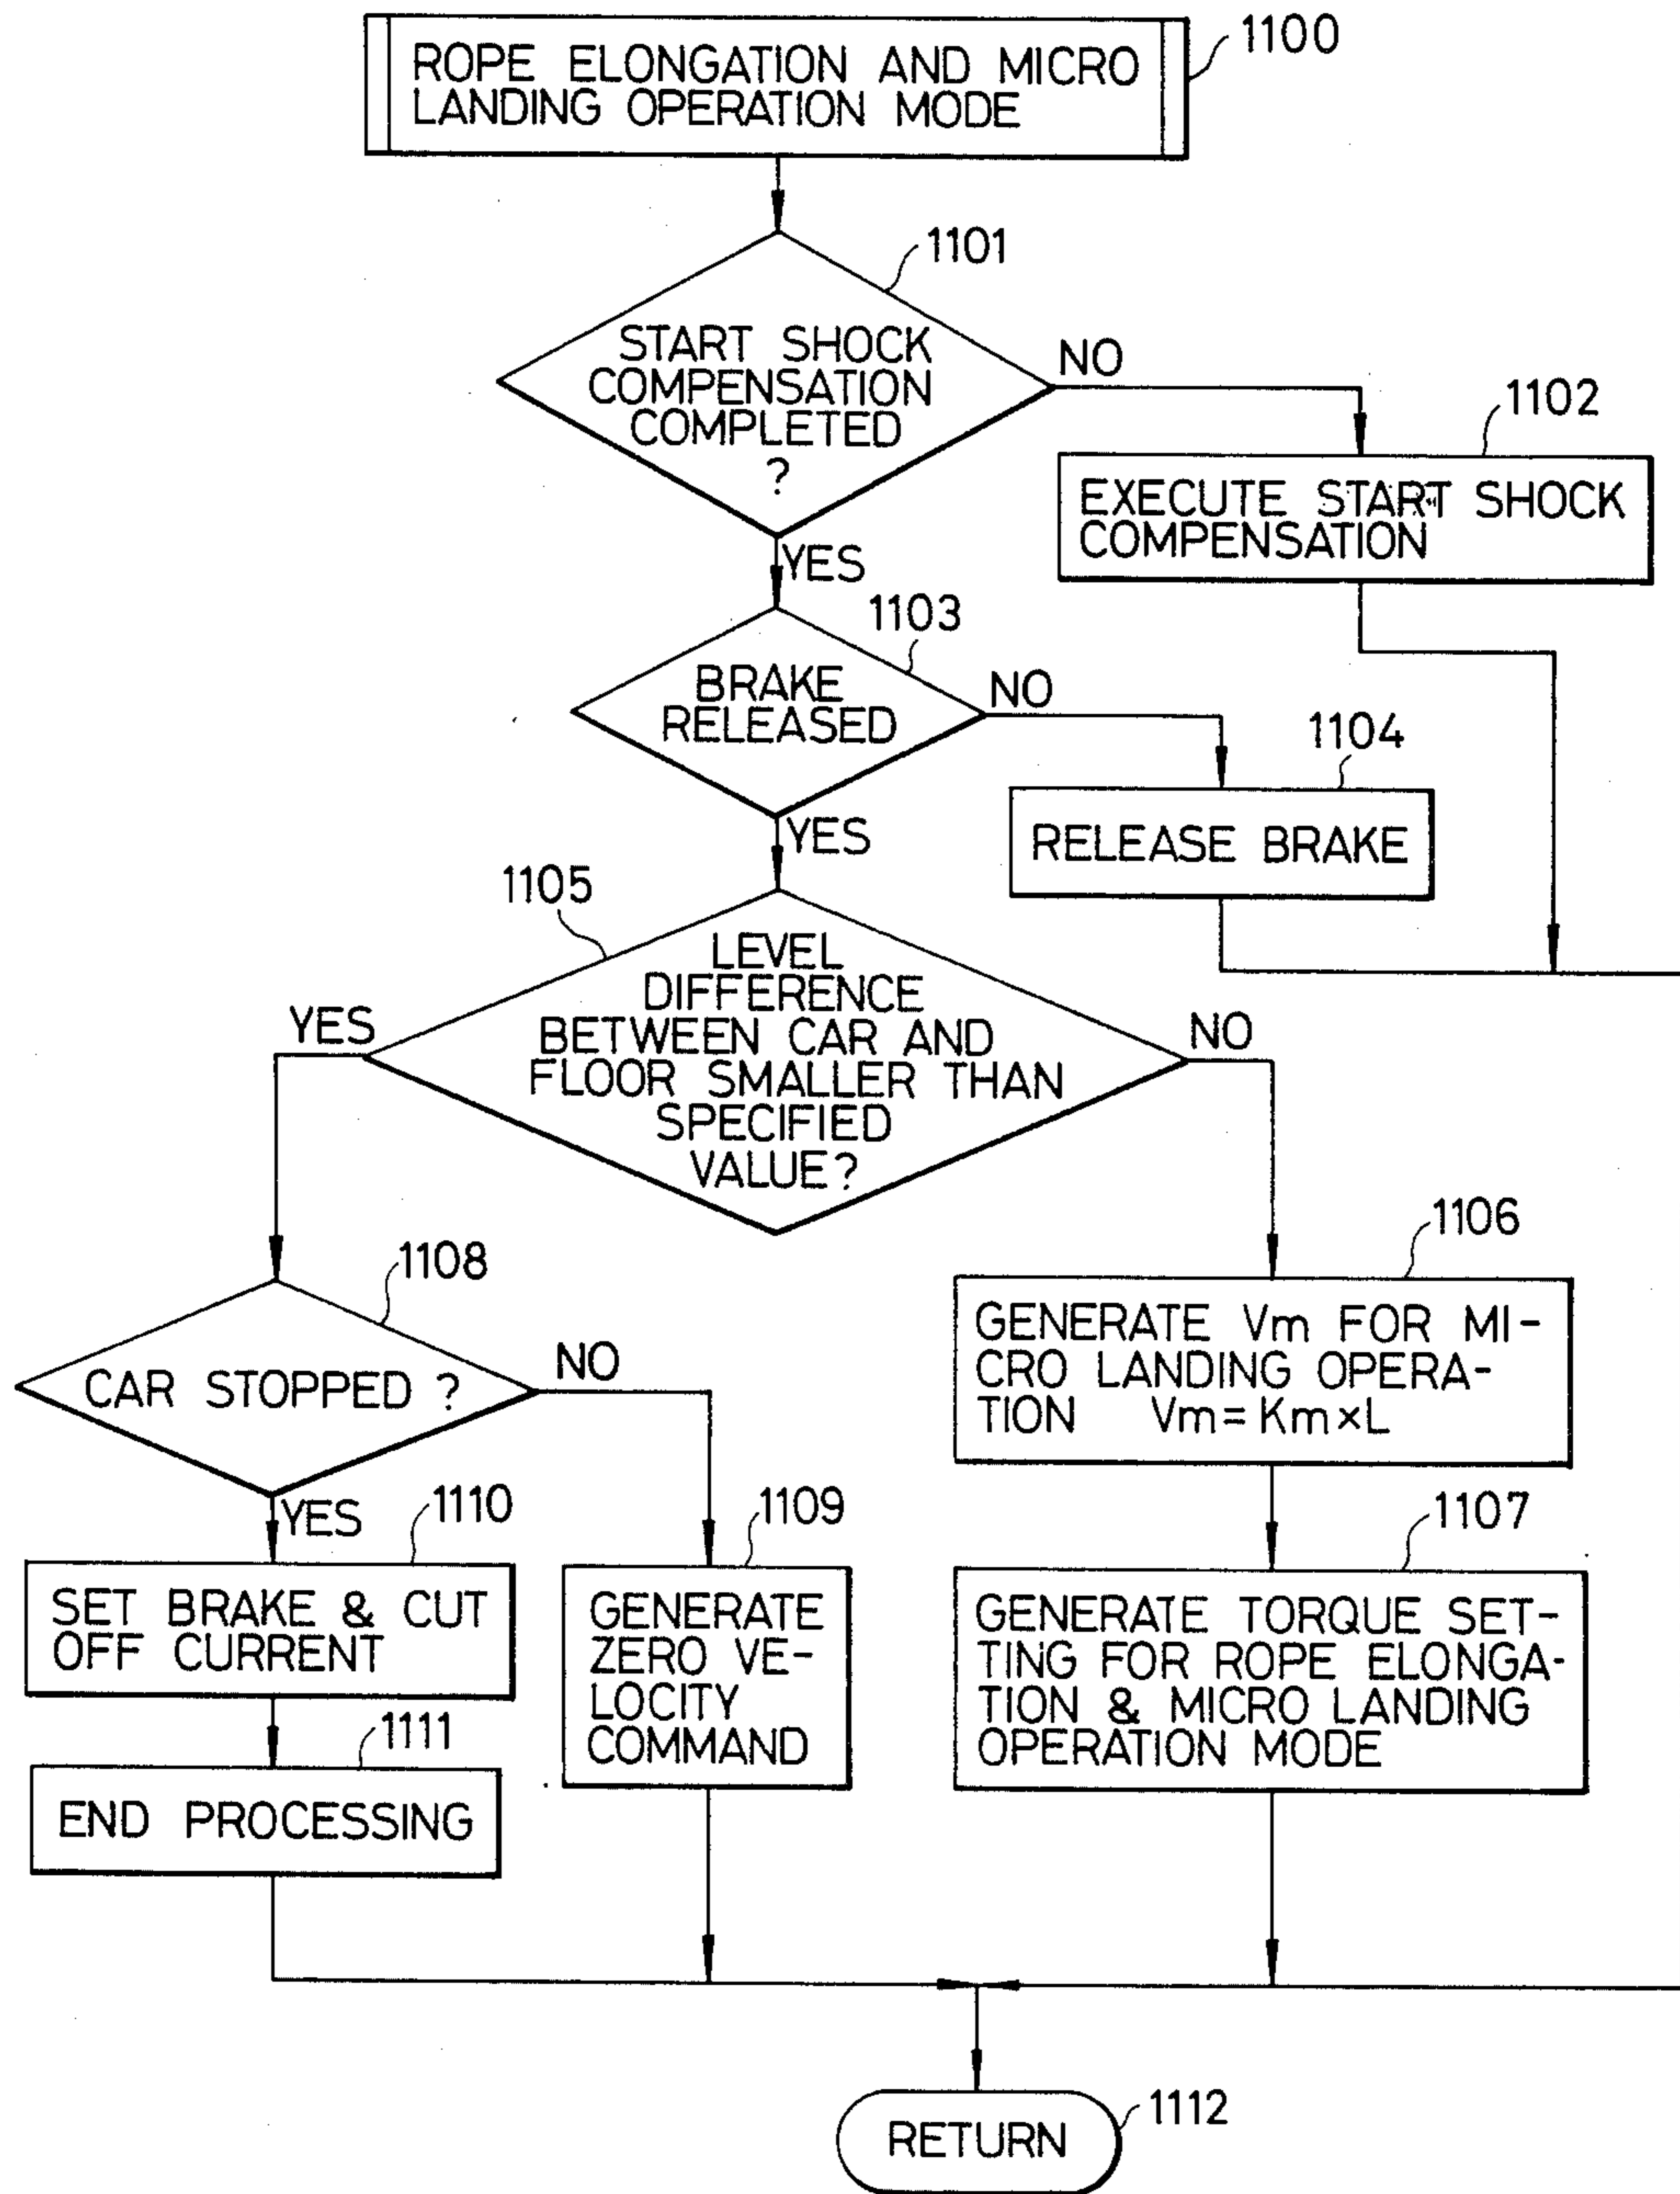 ROPE ELONGATION AND MICRO
LANDING OPERATION MODE
1100
1101
START SHOCK
COMPENSATION
COMPLETED
?
NO
YES
1102
EXECUTE START SHOCK
COMPENSATION
1103
BRAKE
RELEASED
NO
YES
1104
RELEASE BRAKE
1105
LEVEL
DIFFERENCE
BETWEEN CAR AND
FLOOR SMALLER THAN
SPECIFIED
VALUE?
YES
NO
1106
GENERATE Vm FOR MI-
CRO LANDING OPERA-
TION Vm=Km×L
1107
GENERATE TORQUE SET-
TING FOR ROPE ELONGA-
TION & MICRO LANDING
OPERATION MODE
1108
CAR STOPPED ?
NO
YES
1109
GENERATE
ZERO VE-
LOCITY
COMMAND
1110
SET BRAKE & CUT
OFF CURRENT
1111
END PROCESSING
RETURN
1112